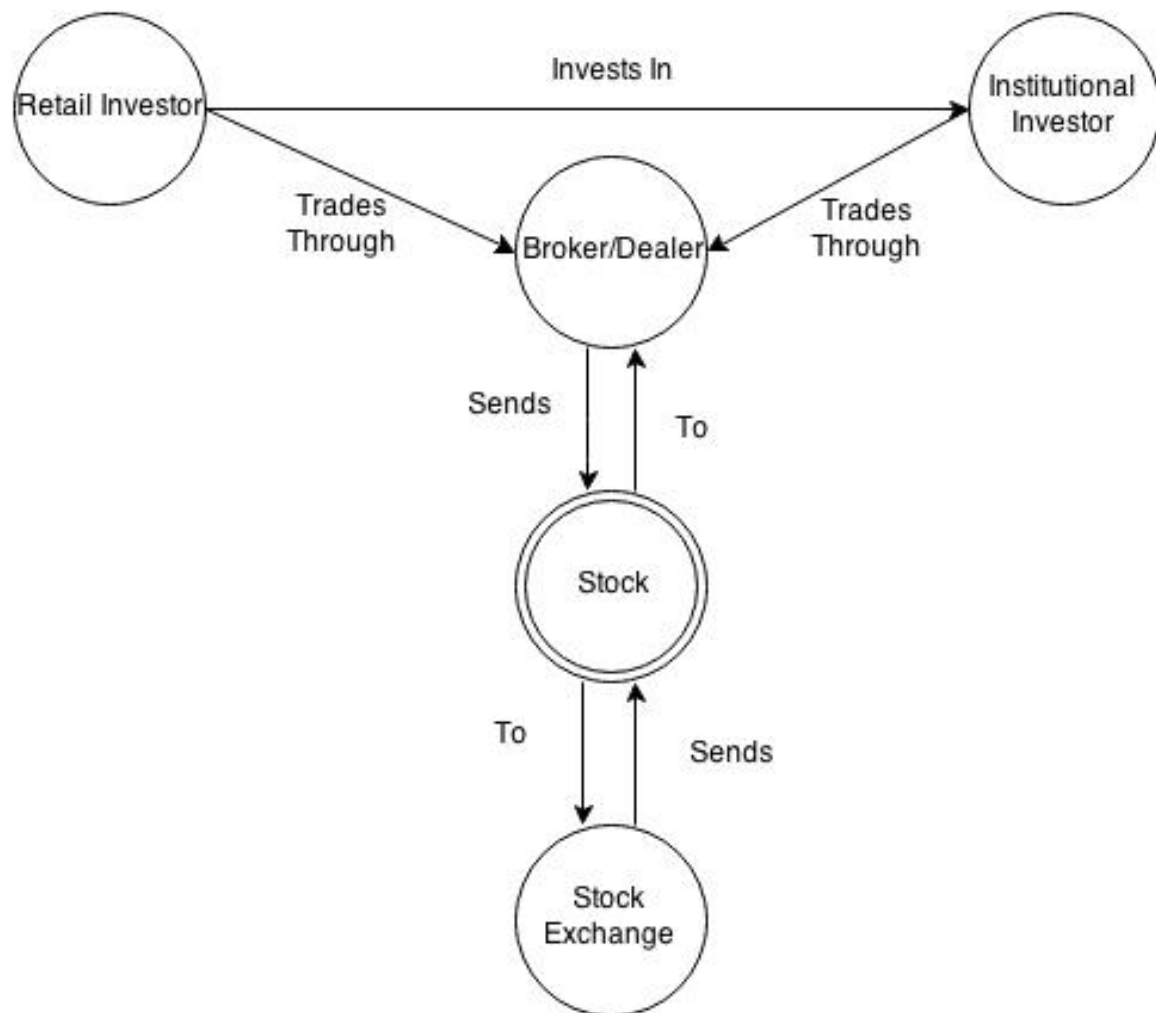 Invests In
Retail Investor
Institutional
Investor
Trades
Through
Broker/Dealer
Trades
Through
Sends
To
Stock
To
Sends
Stock
Exchange